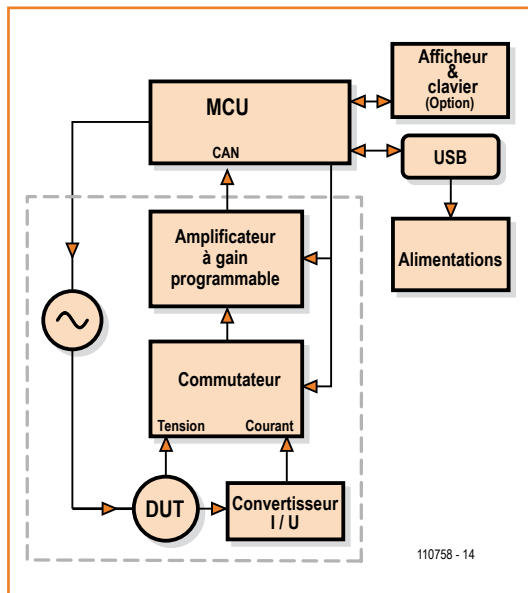 Afficheur
&
clavier
(Option)
MCU
CAN
USB
Amplificateur
à gain
programmable
Alimentations
Commutateur
Tension Courant
DUT
Convertisseur
I / U
110758 - 14